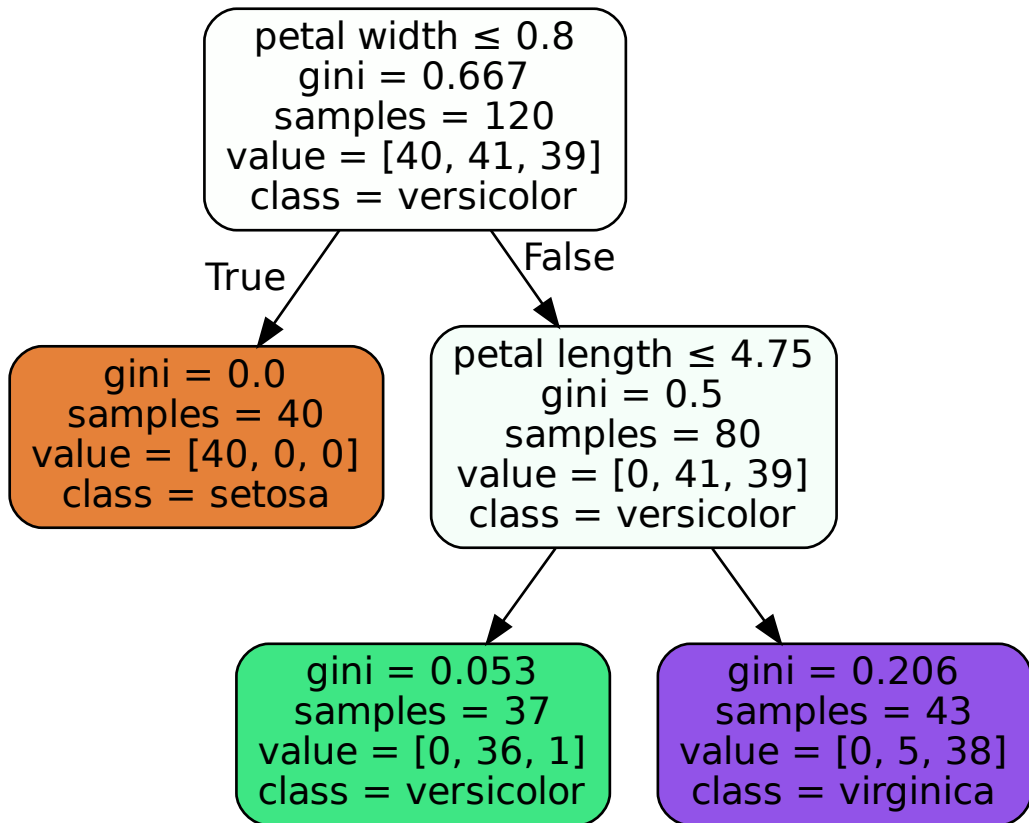 petal width ≤ 0.8
gini = 0.667
samples = 120
value = [40, 41, 39]
class = versicolor
True
False
gini = 0.0
samples = 40
value = [40, 0, 0]
class = setosa
petal length ≤ 4.75
gini = 0.5
samples = 80
value = [0, 41, 39]
class = versicolor
gini = 0.053
samples = 37
value = [0, 36, 1]
class = versicolor
gini = 0.206
samples = 43
value = [0, 5, 38]
class = virginica